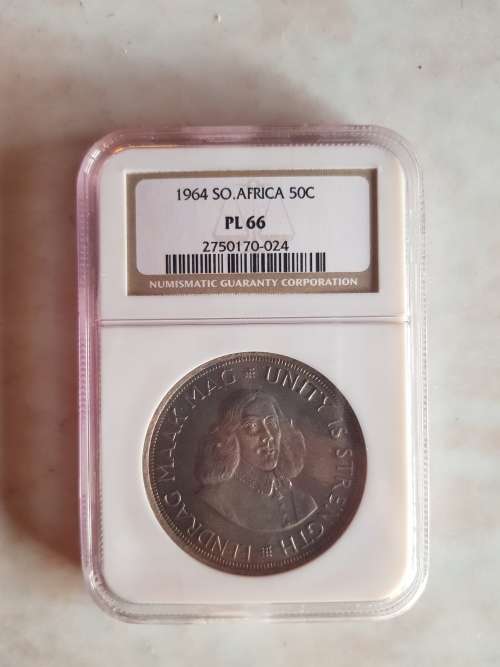 1964 SO.AFRICA 50C
PL 66
2750170-024
NUMISMATIC GUARANTY CORPORATION
EENDRAG MAAK MAG ※ UNITY IS STRENGTH ※